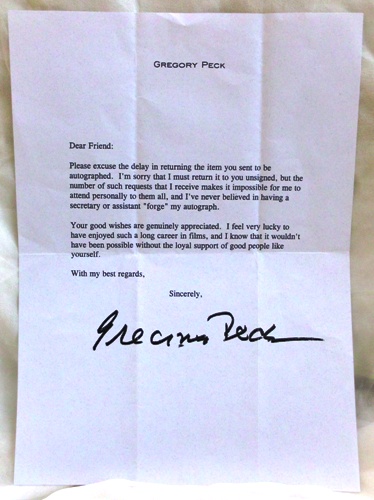 GREGORY PECK
Dear Friend:
Please excuse the delay in returning the item you sent to be
autographed. I'm sorry that I must return it to you unsigned, but the
number of such requests that I receive makes it impossible for me to
attend personally to them all, and I've never believed in having a
secretary or assistant "forge" my autograph.
Your good wishes are genuinely appreciated. I feel very lucky to
have enjoyed such a long career in films, and I know that it wouldn't
have been possible without the loyal support of good people like
yourself.
With my best regards,
Sincerely,
Gregory Peck